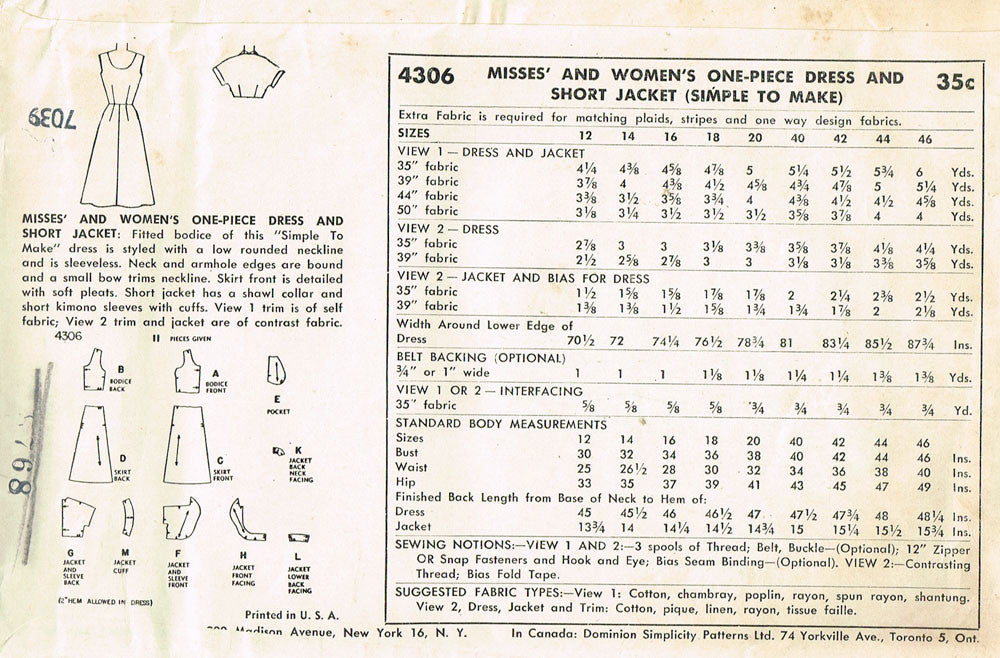 7039
MISSES' AND WOMEN'S ONE-PIECE DRESS AND
SHORT JACKET: Fitted bodice of this "Simple To
Make" dress is styled with a low rounded neckline
and is sleeveless. Neck and armhole edges are bound
and a small bow trims neckline. Skirt front is detailed
with soft pleats. Short jacket has a shawl collar and
short kimono sleeves with cuffs. View 1 trim is of self
fabric; View 2 trim and jacket are of contrast fabric.
4306 11 PIECES GIVEN
B
BODICE
BACK
A
BODICE
FRONT
E
POCKET
D
SKIRT
BACK
C
SKIRT
FRONT
K
JACKET
BACK
NECK
FACING
G
JACKET
AND
SLEEVE
BACK
M
JACKET
CUFF
F
JACKET
AND
SLEEVE
FRONT
H
JACKET
FRONT
FACING
L
JACKET
LOWER
BACK
FACING
(2" HEM ALLOWED IN DRESS)
Printed in U. S. A.
4306 MISSES' AND WOMEN'S ONE-PIECE DRESS AND 35c
SHORT JACKET (SIMPLE TO MAKE)
Extra Fabric is required for matching plaids, stripes and one way design fabrics.
SIZES 12 14 16 18 20 40 42 44 46
VIEW 1 — DRESS AND JACKET
35" fabric 4¼ 4⅜ 4⅝ 4⅞ 5 5¼ 5½ 5¾ 6 Yds.
39" fabric 3⅞ 4 4⅜ 4½ 4⅝ 4¾ 4⅞ 5 5¼ Yds.
44" fabric 3⅜ 3½ 3⅝ 3¾ 4 4⅜ 4½ 4½ 4⅝ Yds.
50" fabric 3⅛ 3¼ 3½ 3½ 3½ 3⅝ 3⅞ 4 4 Yds.
VIEW 2 — DRESS
35" fabric 2⅞ 3 3 3⅛ 3⅜ 3⅝ 3⅞ 4⅛ 4¼ Yds.
39" fabric 2½ 2⅝ 2⅞ 3 3 3⅛ 3⅛ 3⅜ 3⅝ Yds.
VIEW 2 — JACKET AND BIAS FOR DRESS
35" fabric 1½ 1⅝ 1⅝ 1⅞ 1⅞ 2 2¼ 2⅜ 2½ Yds.
39" fabric 1⅜ 1⅜ 1½ 1⅝ 1¾ 1¾ 1⅞ 2 2⅛ Yds.
Width Around Lower Edge of
Dress 70½ 72 74¼ 76½ 78¾ 81 83¼ 85½ 87¾ Ins.
BELT BACKING (OPTIONAL)
¾" or 1" wide 1 1 1 1⅛ 1⅛ 1¼ 1¼ 1⅜ 1⅜ Yds.
VIEW 1 OR 2 — INTERFACING
35" fabric ⅝ ⅝ ⅝ ⅝ ¾ ¾ ¾ ¾ ¾ Yd.
STANDARD BODY MEASUREMENTS
Sizes 12 14 16 18 20 40 42 44 46
Bust 30 32 34 36 38 40 42 44 46 Ins.
Waist 25 26½ 28 30 32 34 36 38 40 Ins.
Hip 33 35 37 39 41 43 45 47 49 Ins.
Finished Back Length from Base of Neck to Hem of:
Dress 45 45½ 46 46½ 47 47½ 47¾ 48 48¼ Ins.
Jacket 13¾ 14 14¼ 14½ 14¾ 15 15¼ 15½ 15¾ Ins.
SEWING NOTIONS:—VIEW 1 AND 2:—3 spools of Thread; Belt, Buckle—(Optional); 12" Zipper
OR Snap Fasteners and Hook and Eye; Bias Seam Binding—(Optional). VIEW 2:—Contrasting
Thread; Bias Fold Tape.
SUGGESTED FABRIC TYPES:—View 1: Cotton, chambray, poplin, rayon, spun rayon, shantung.
View 2, Dress, Jacket and Trim: Cotton, pique, linen, rayon, tissue faille.
Madison Avenue, New York 16, N. Y. In Canada: Dominion Simplicity Patterns Ltd. 74 Yorkville Ave., Toronto 5, Ont.